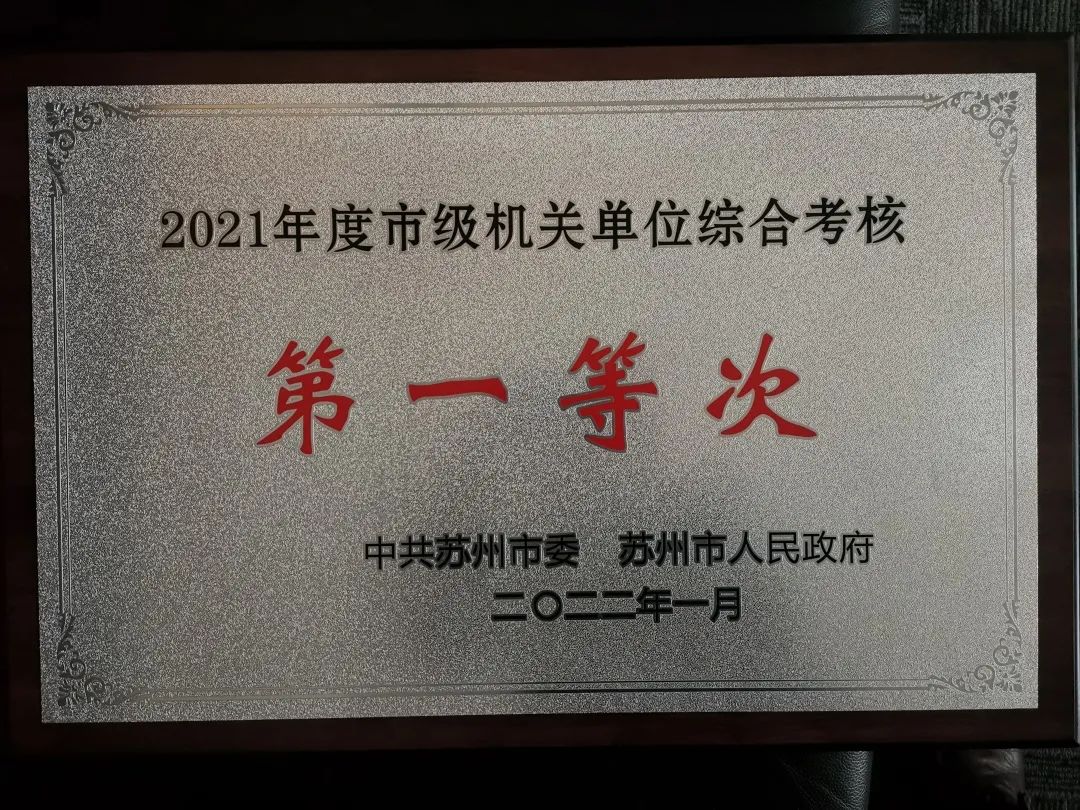 2021年度市级机关单位综合考核
第一等次
中共苏州市委 苏州市人民政府
二〇二二年一月